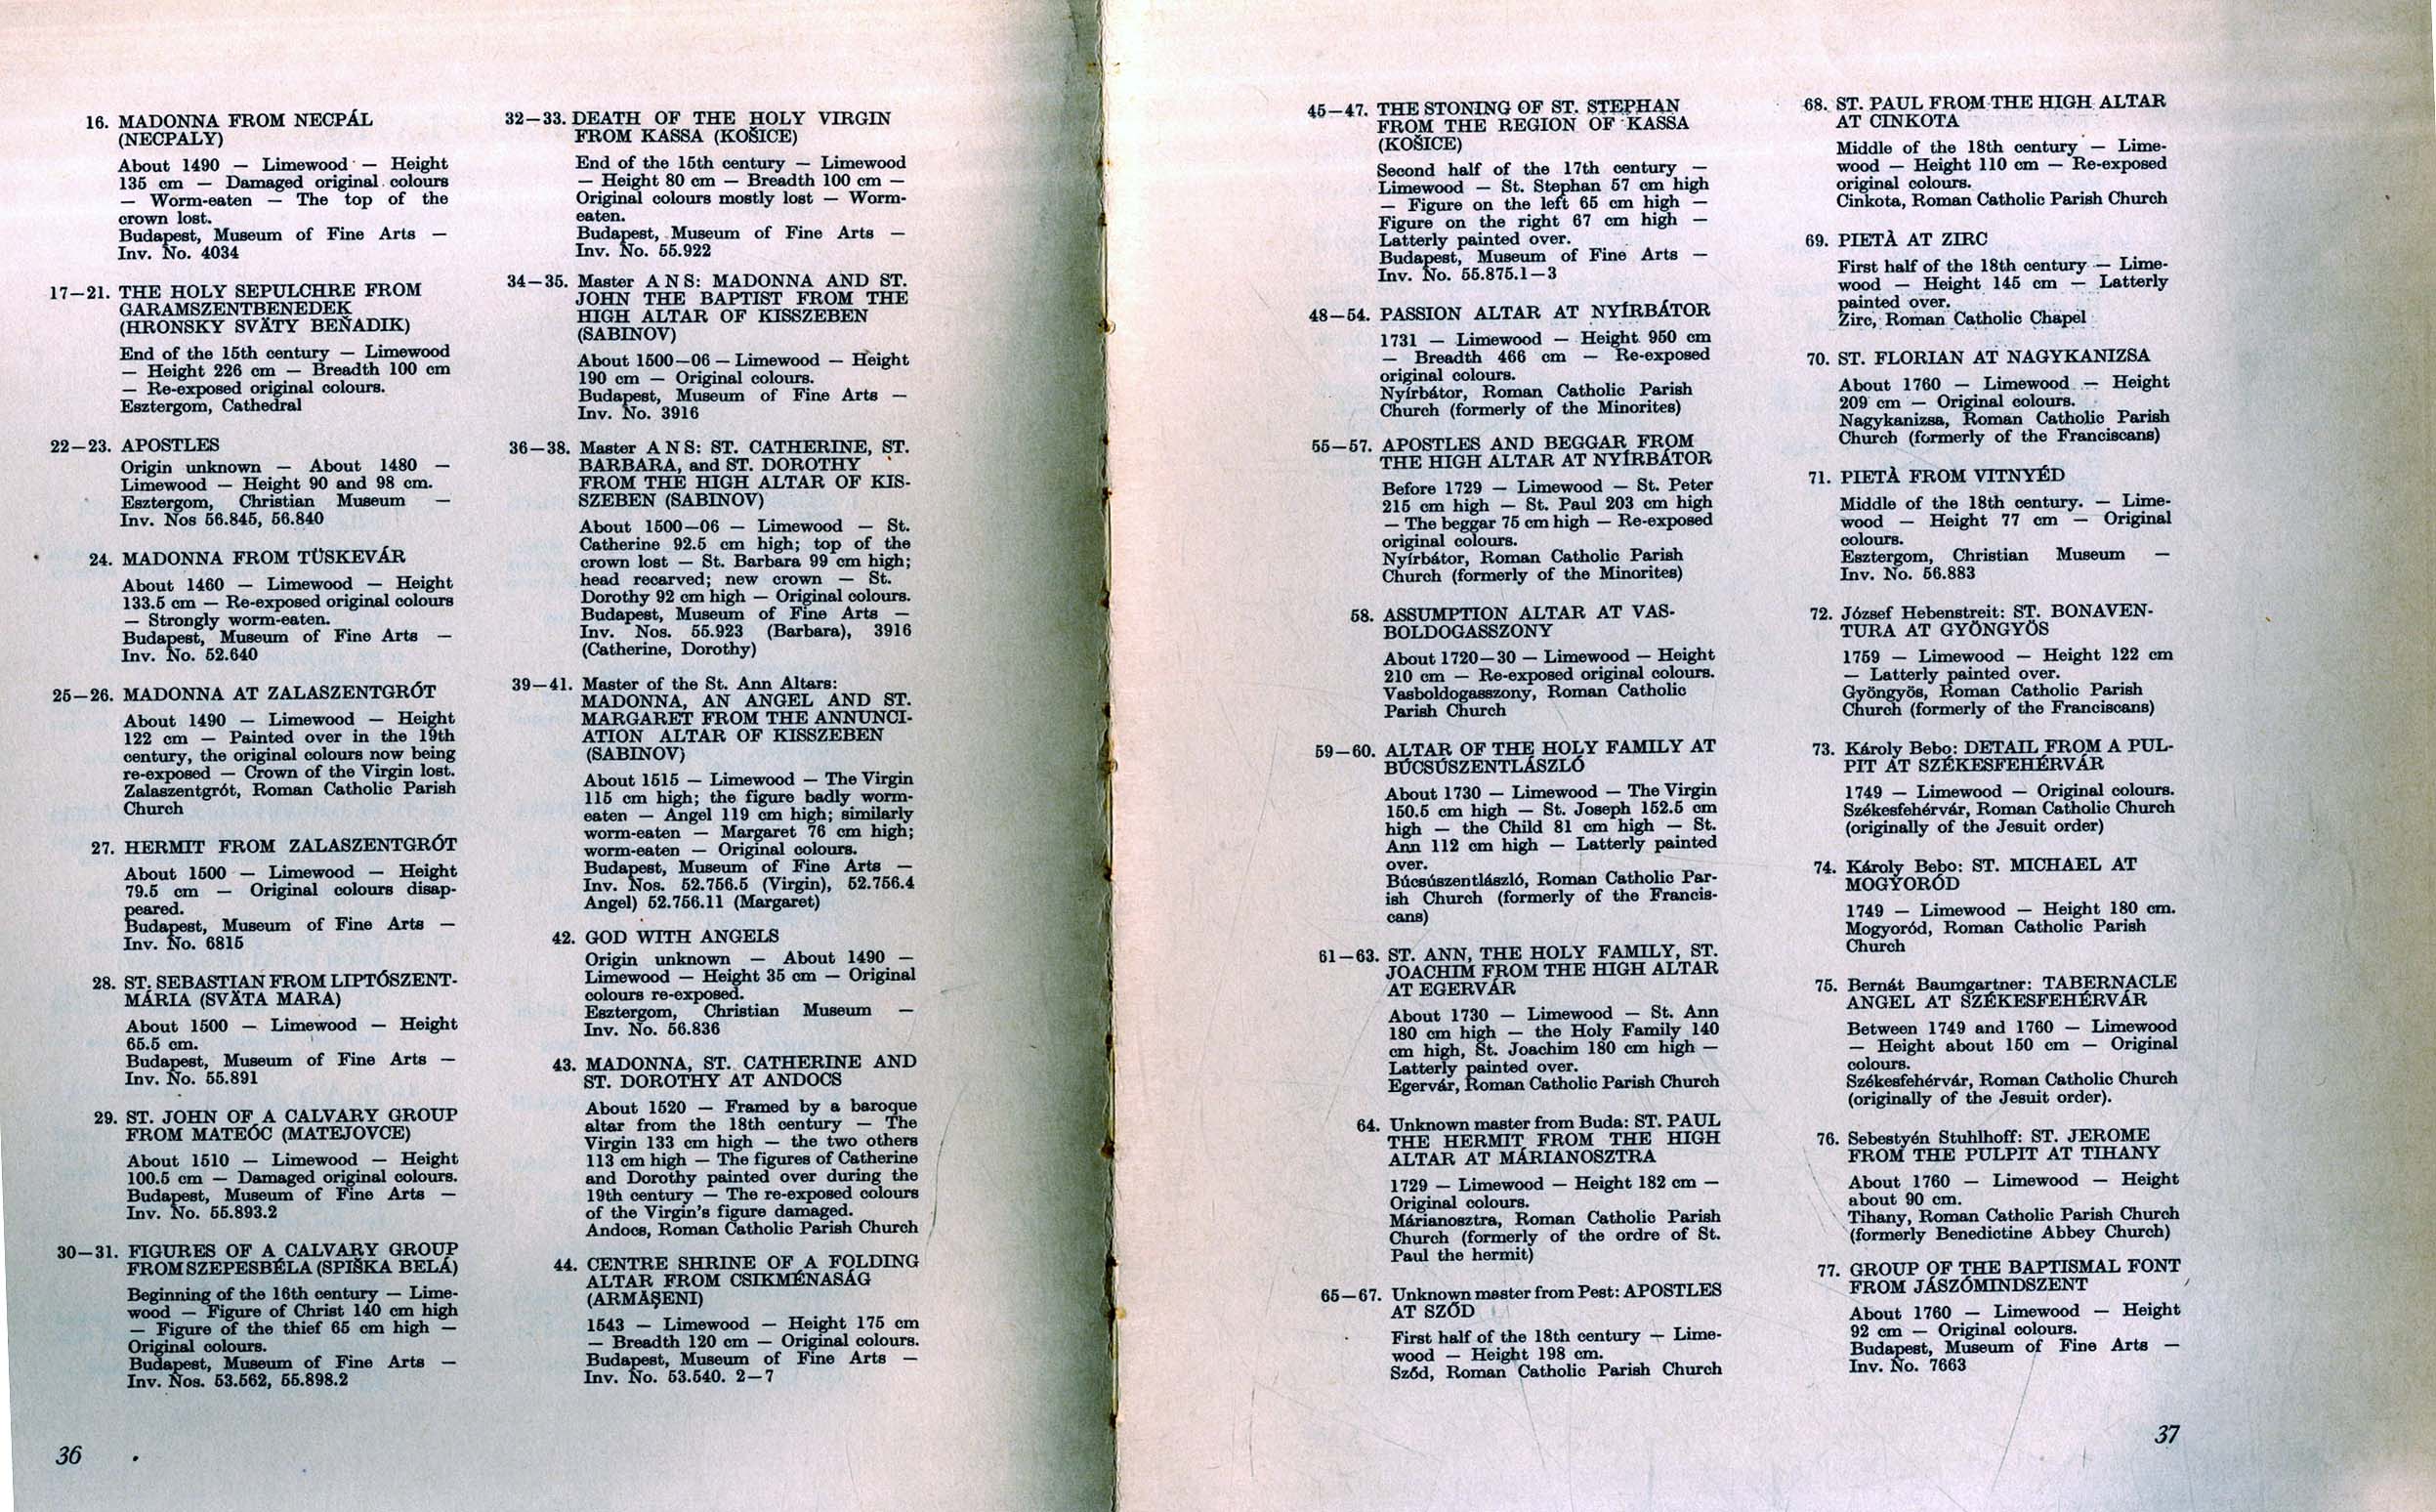 16. MADONNA FROM NECPÁL
(NECPALY)
About 1490 — Limewood — Height
135 cm — Damaged original colours
— Worm-eaten — The top of the
crown lost.
Budapest, Museum of Fine Arts —
Inv. No. 4034
17—21. THE HOLY SEPULCHRE FROM
GARAMSZENTBENEDEK
(HRONSKY SVÄTY BEŇADIK)
End of the 15th century — Limewood
— Height 226 cm — Breadth 100 cm
— Re-exposed original colours.
Esztergom, Cathedral
22—23. APOSTLES
Origin unknown — About 1480 —
Limewood — Height 90 and 98 cm.
Esztergom, Christian Museum —
Inv. Nos 56.845, 56.840
24. MADONNA FROM TÜSKEVÁR
About 1460 — Limewood — Height
133.5 cm — Re-exposed original colours
— Strongly worm-eaten.
Budapest, Museum of Fine Arts —
Inv. No. 52.640
25—26. MADONNA AT ZALASZENTGRÓT
About 1490 — Limewood — Height
122 cm — Painted over in the 19th
century, the original colours now being
re-exposed — Crown of the Virgin lost.
Zalaszentgrót, Roman Catholic Parish
Church
27. HERMIT FROM ZALASZENTGRÓT
About 1500 — Limewood — Height
79.5 cm — Original colours disap-
peared.
Budapest, Museum of Fine Arts —
Inv. No. 6815
28. ST. SEBASTIAN FROM LIPTÓSZENT-
MÁRIA (SVÄTA MARA)
About 1500 — Limewood — Height
65.5 cm.
Budapest, Museum of Fine Arts —
Inv. No. 55.891
29. ST. JOHN OF A CALVARY GROUP
FROM MATEÓC (MATEJOVCE)
About 1510 — Limewood — Height
100.5 cm — Damaged original colours.
Budapest, Museum of Fine Arts —
Inv. No. 55.893.2
30—31. FIGURES OF A CALVARY GROUP
FROM SZEPESBÉLA (SPIŠKA BELÁ)
Beginning of the 16th century — Lime-
wood — Figure of Christ 140 cm high
— Figure of the thief 65 cm high —
Original colours.
Budapest, Museum of Fine Arts —
Inv. Nos. 53.562, 55.898.2
36
32—33. DEATH OF THE HOLY VIRGIN
FROM KASSA (KOŠICE)
End of the 15th century — Limewood
— Height 80 cm — Breadth 100 cm —
Original colours mostly lost — Worm-
eaten.
Budapest, Museum of Fine Arts —
Inv. No. 55.922
34—35. Master ANS: MADONNA AND ST.
JOHN THE BAPTIST FROM THE
HIGH ALTAR OF KISSZEBEN
(SABINOV)
About 1500—06 — Limewood — Height
190 cm — Original colours.
Budapest, Museum of Fine Arts —
Inv. No. 3916
36—38. Master ANS: ST. CATHERINE, ST.
BARBARA, and ST. DOROTHY
FROM THE HIGH ALTAR OF KIS-
SZEBEN (SABINOV)
About 1500—06 — Limewood — St.
Catherine 92.5 cm high; top of the
crown lost — St. Barbara 99 cm high;
head recarved; new crown — St.
Dorothy 92 cm high — Original colours.
Budapest, Museum of Fine Arts —
Inv. Nos. 55.923 (Barbara), 3916
(Catherine, Dorothy)
39—41. Master of the St. Ann Altars:
MADONNA, AN ANGEL AND ST.
MARGARET FROM THE ANNUNCI-
ATION ALTAR OF KISSZEBEN
(SABINOV)
About 1515 — Limewood — The Virgin
115 cm high; the figure badly worm-
eaten — Angel 119 cm high; similarly
worm-eaten — Margaret 76 cm high;
worm-eaten — Original colours.
Budapest, Museum of Fine Arts —
Inv. Nos. 52.756.5 (Virgin), 52.756.4
Angel) 52.756.11 (Margaret)
42. GOD WITH ANGELS
Origin unknown — About 1490 —
Limewood — Height 35 cm — Original
colours re-exposed.
Esztergom, Christian Museum —
Inv. No. 56.836
43. MADONNA, ST. CATHERINE AND
ST. DOROTHY AT ANDOCS
About 1520 — Framed by a baroque
altar from the 18th century — The
Virgin 133 cm high — the two others
113 cm high — The figures of Catherine
and Dorothy painted over during the
19th century — The re-exposed colours
of the Virgin's figure damaged.
Andocs, Roman Catholic Parish Church
44. CENTRE SHRINE OF A FOLDING
ALTAR FROM CSIKMÉNASÁG
(ARMĂŞENI)
1543 — Limewood — Height 175 cm
— Breadth 120 cm — Original colours.
Budapest, Museum of Fine Arts —
Inv. No. 53.540. 2—7
45—47. THE STONING OF ST. STEPHAN
FROM THE REGION OF KASSA
(KOŠICE)
Second half of the 17th century —
Limewood — St. Stephan 57 cm high
— Figure on the left 65 cm high —
Figure on the right 67 cm high —
Latterly painted over.
Budapest, Museum of Fine Arts —
Inv. No. 55.875.1—3
48—54. PASSION ALTAR AT NYÍRBÁTOR
1731 — Limewood — Height 950 cm
— Breadth 466 cm — Re-exposed
original colours.
Nyírbátor, Roman Catholic Parish
Church (formerly of the Minorites)
55—57. APOSTLES AND BEGGAR FROM
THE HIGH ALTAR AT NYÍRBÁTOR
Before 1729 — Limewood — St. Peter
215 cm high — St. Paul 203 cm high
— The beggar 75 cm high — Re-exposed
original colours.
Nyírbátor, Roman Catholic Parish
Church (formerly of the Minorites)
58. ASSUMPTION ALTAR AT VAS-
BOLDOGASSZONY
About 1720—30 — Limewood — Height
210 cm — Re-exposed original colours.
Vasboldogasszony, Roman Catholic
Parish Church
59—60. ALTAR OF THE HOLY FAMILY AT
BÚCSÚSZENTLÁSZLÓ
About 1730 — Limewood — The Virgin
150.5 cm high — St. Joseph 152.5 cm
high — the Child 81 cm high — St.
Ann 112 cm high — Latterly painted
over.
Búcsúszentlászló, Roman Catholic Par-
ish Church (formerly of the Francis-
cans)
61—63. ST. ANN, THE HOLY FAMILY, ST.
JOACHIM FROM THE HIGH ALTAR
AT EGERVÁR
About 1730 — Limewood — St. Ann
180 cm high — the Holy Family 140
cm high, St. Joachim 180 cm high —
Latterly painted over.
Egervár, Roman Catholic Parish Church
64. Unknown master from Buda: ST. PAUL
THE HERMIT FROM THE HIGH
ALTAR AT MÁRIANOSZTRA
1729 — Limewood — Height 182 cm —
Original colours.
Márianosztra, Roman Catholic Parish
Church (formerly of the ordre of St.
Paul the hermit)
65—67. Unknown master from Pest: APOSTLES
AT SZŐD
First half of the 18th century — Lime-
wood — Height 198 cm.
Sződ, Roman Catholic Parish Church
68. ST. PAUL FROM THE HIGH ALTAR
AT CINKOTA
Middle of the 18th century — Lime-
wood — Height 110 cm — Re-exposed
original colours.
Cinkota, Roman Catholic Parish Church
69. PIETÀ AT ZIRC
First half of the 18th century — Lime-
wood — Height 145 cm — Latterly
painted over.
Zirc, Roman Catholic Chapel
70. ST. FLORIAN AT NAGYKANIZSA
About 1760 — Limewood — Height
209 cm — Original colours.
Nagykanizsa, Roman Catholic Parish
Church (formerly of the Franciscans)
71. PIETÀ FROM VITNYÉD
Middle of the 18th century. — Lime-
wood — Height 77 cm — Original
colours.
Esztergom, Christian Museum —
Inv. No. 56.883
72. József Hebenstreit: ST. BONAVEN-
TURA AT GYÖNGYÖS
1759 — Limewood — Height 122 cm
— Latterly painted over.
Gyöngyös, Roman Catholic Parish
Church (formerly of the Franciscans)
73. Károly Bebo: DETAIL FROM A PUL-
PIT AT SZÉKESFEHÉRVÁR
1749 — Limewood — Original colours.
Székesfehérvár, Roman Catholic Church
(originally of the Jesuit order)
74. Károly Bebo: ST. MICHAEL AT
MOGYORÓD
1749 — Limewood — Height 180 cm.
Mogyoród, Roman Catholic Parish
Church
75. Bernát Baumgartner: TABERNACLE
ANGEL AT SZÉKESFEHÉRVÁR
Between 1749 and 1760 — Limewood
— Height about 150 cm — Original
colours.
Székesfehérvár, Roman Catholic Church
(originally of the Jesuit order).
76. Sebestyén Stuhlhoff: ST. JEROME
FROM THE PULPIT AT TIHANY
About 1760 — Limewood — Height
about 90 cm.
Tihany, Roman Catholic Parish Church
(formerly Benedictine Abbey Church)
77. GROUP OF THE BAPTISMAL FONT
FROM JÁSZÓMINDSZENT
About 1760 — Limewood — Height
92 cm — Original colours.
Budapest, Museum of Fine Arts —
Inv. No. 7663
37